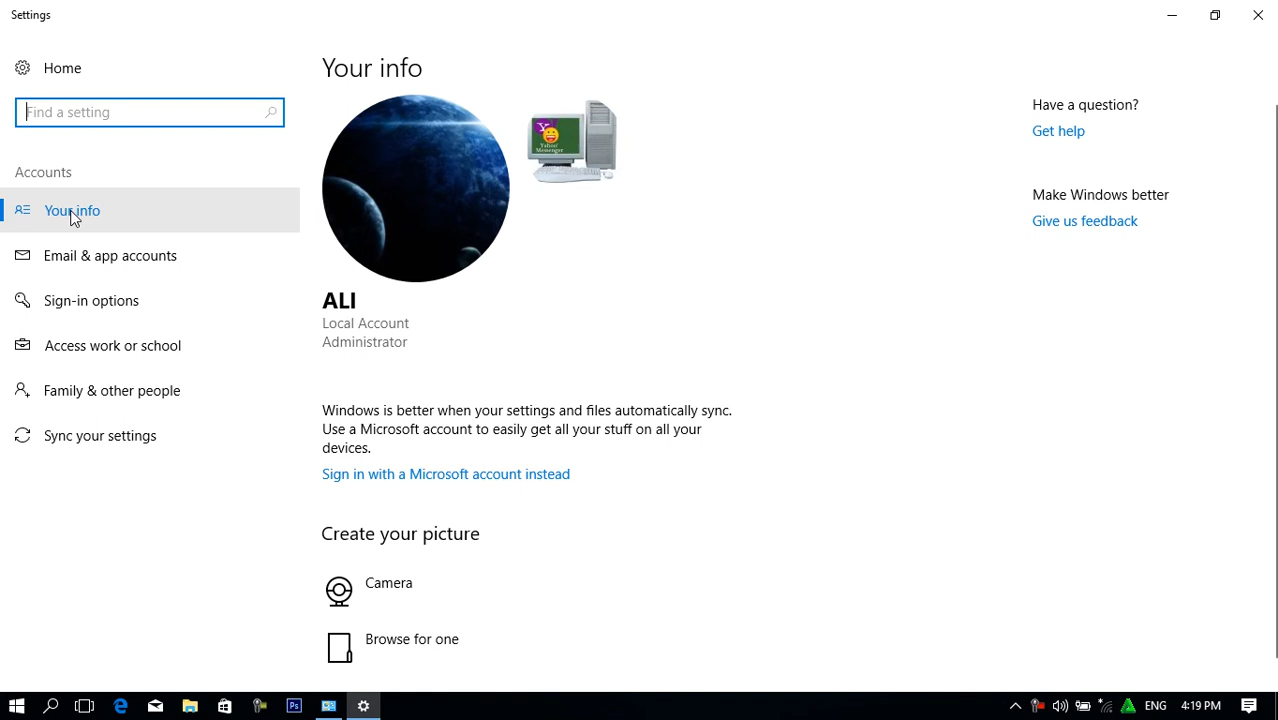 Settings
Home
Find a setting
Accounts
Your info
Email & app accounts
Sign-in options
Access work or school
Family & other people
Sync your settings
Your info
Yahoo!
Messenger
ALI
Local Account
Administrator
Windows is better when your settings and files automatically sync.
Use a Microsoft account to easily get all your stuff on all your
devices.
Sign in with a Microsoft account instead
Create your picture
Camera
Browse for one
Have a question?
Get help
Make Windows better
Give us feedback
Ps
ENG
4:19 PM